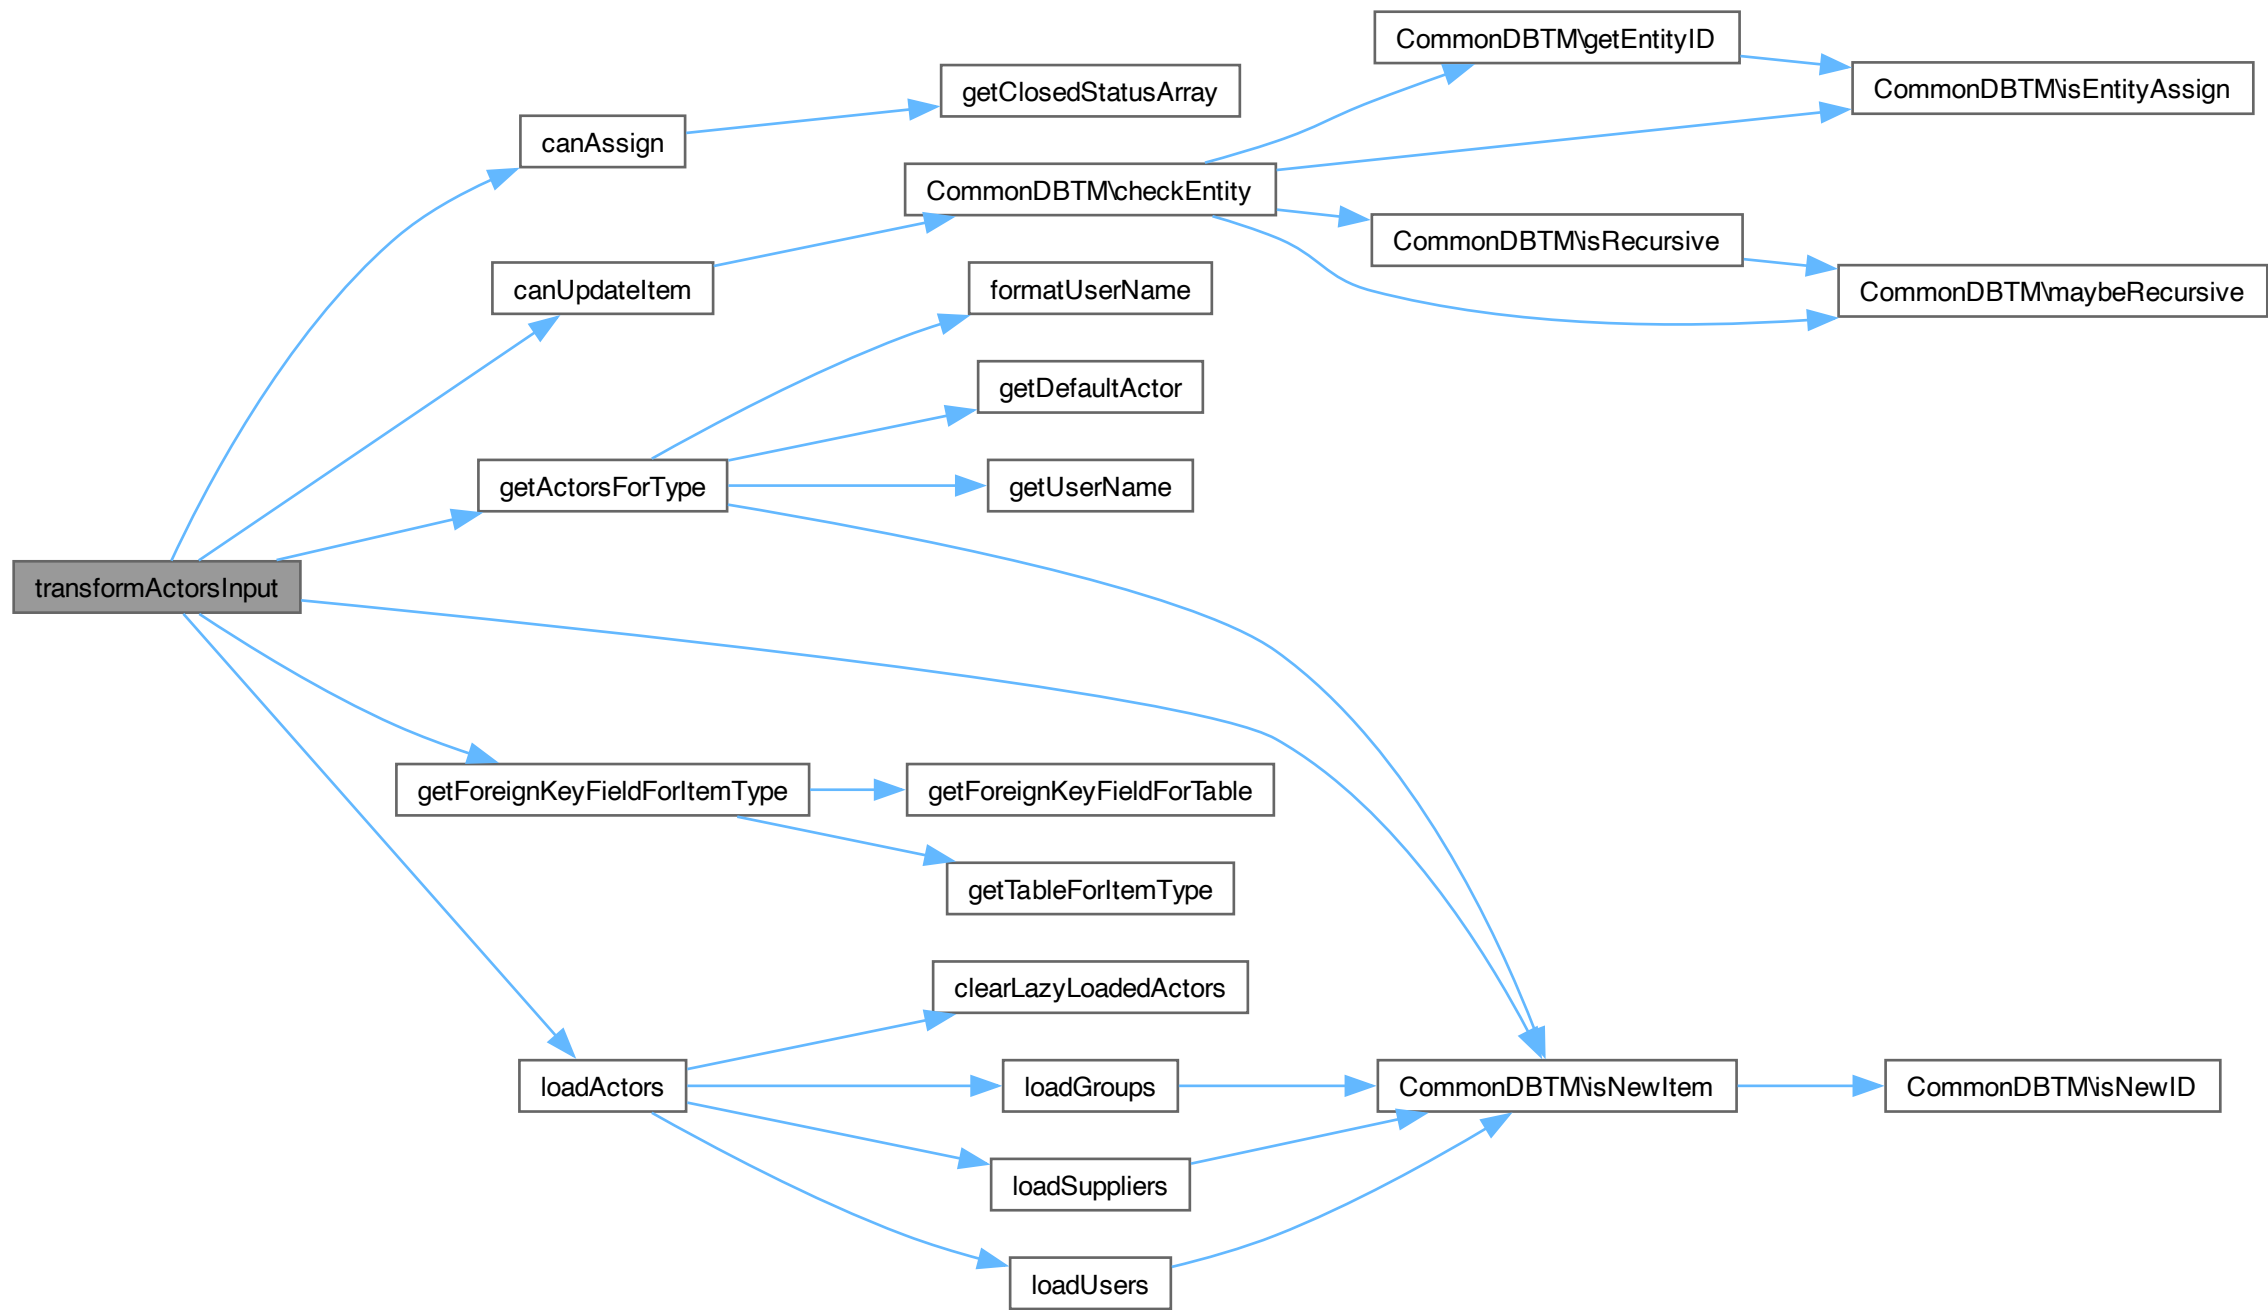 CommonDBTM\getEntityID
getClosedStatusArray
CommonDBTM\isEntityAssign
canAssign
CommonDBTM\checkEntity
CommonDBTM\isRecursive
canUpdateItem
formatUserName
CommonDBTM\maybeRecursive
getDefaultActor
getActorsForType
getUserName
transformActorsInput
getForeignKeyFieldForItemType
getForeignKeyFieldForTable
getTableForItemType
clearLazyLoadedActors
loadActors
loadGroups
CommonDBTM\isNewItem
CommonDBTM\isNewID
loadSuppliers
loadUsers